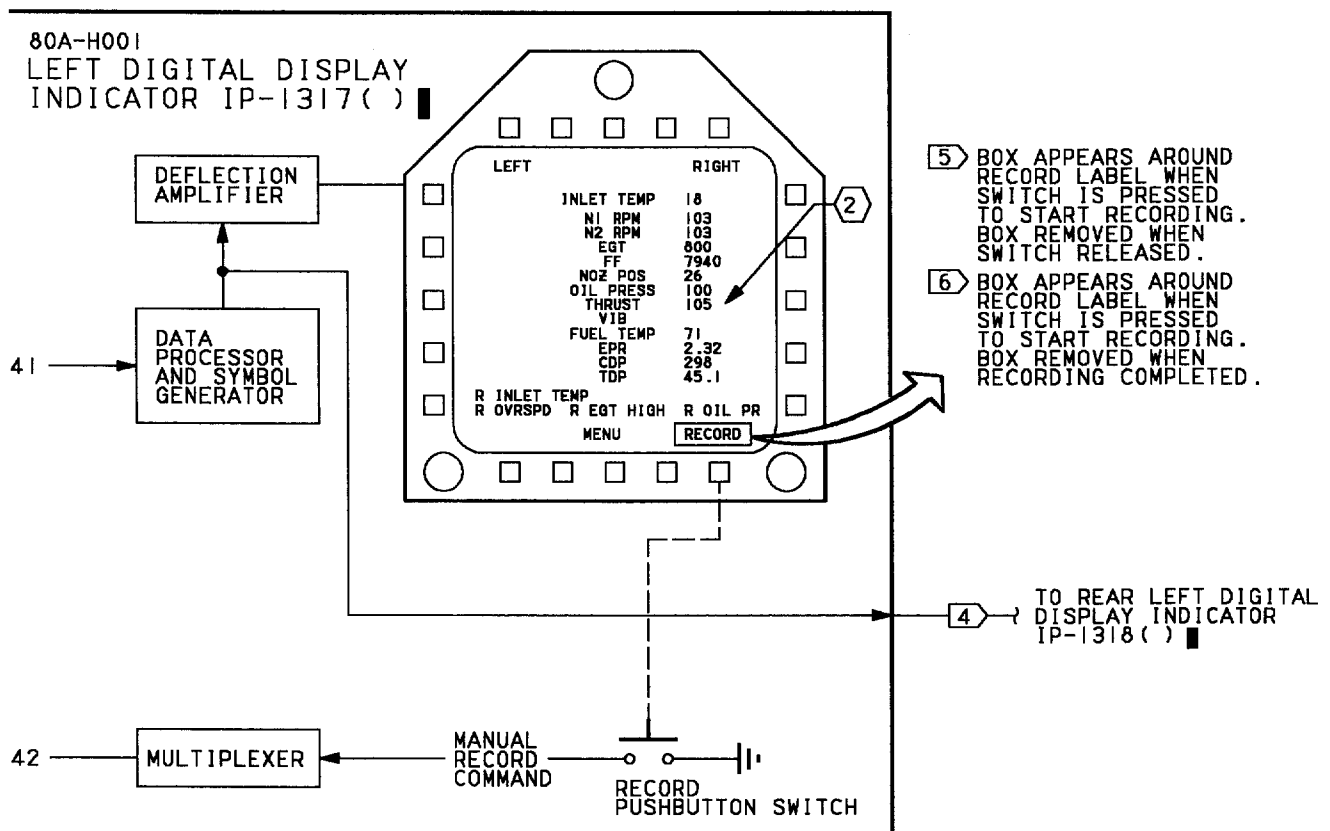 80A-H001
LEFT DIGITAL DISPLAY
INDICATOR IP-1317( )
DEFLECTION
AMPLIFIER
DATA
PROCESSOR
AND SYMBOL
GENERATOR
41
LEFT RIGHT
INLET TEMP 18
N1 RPM 103
N2 RPM 103
EGT 800
FF 7940
NOZ POS 26
OIL PRESS 100
THRUST 105
VIB
FUEL TEMP 71
EPR 2.32
CDP 298
TDP 45.1
R INLET TEMP
R OVRSPD R EGT HIGH R OIL PR
MENU RECORD
2
5 BOX APPEARS AROUND
RECORD LABEL WHEN
SWITCH IS PRESSED
TO START RECORDING.
BOX REMOVED WHEN
SWITCH RELEASED.
6 BOX APPEARS AROUND
RECORD LABEL WHEN
SWITCH IS PRESSED
TO START RECORDING.
BOX REMOVED WHEN
RECORDING COMPLETED.
4 TO REAR LEFT DIGITAL
DISPLAY INDICATOR
IP-1318( )
42
MULTIPLEXER
MANUAL
RECORD
COMMAND
RECORD
PUSHBUTTON SWITCH